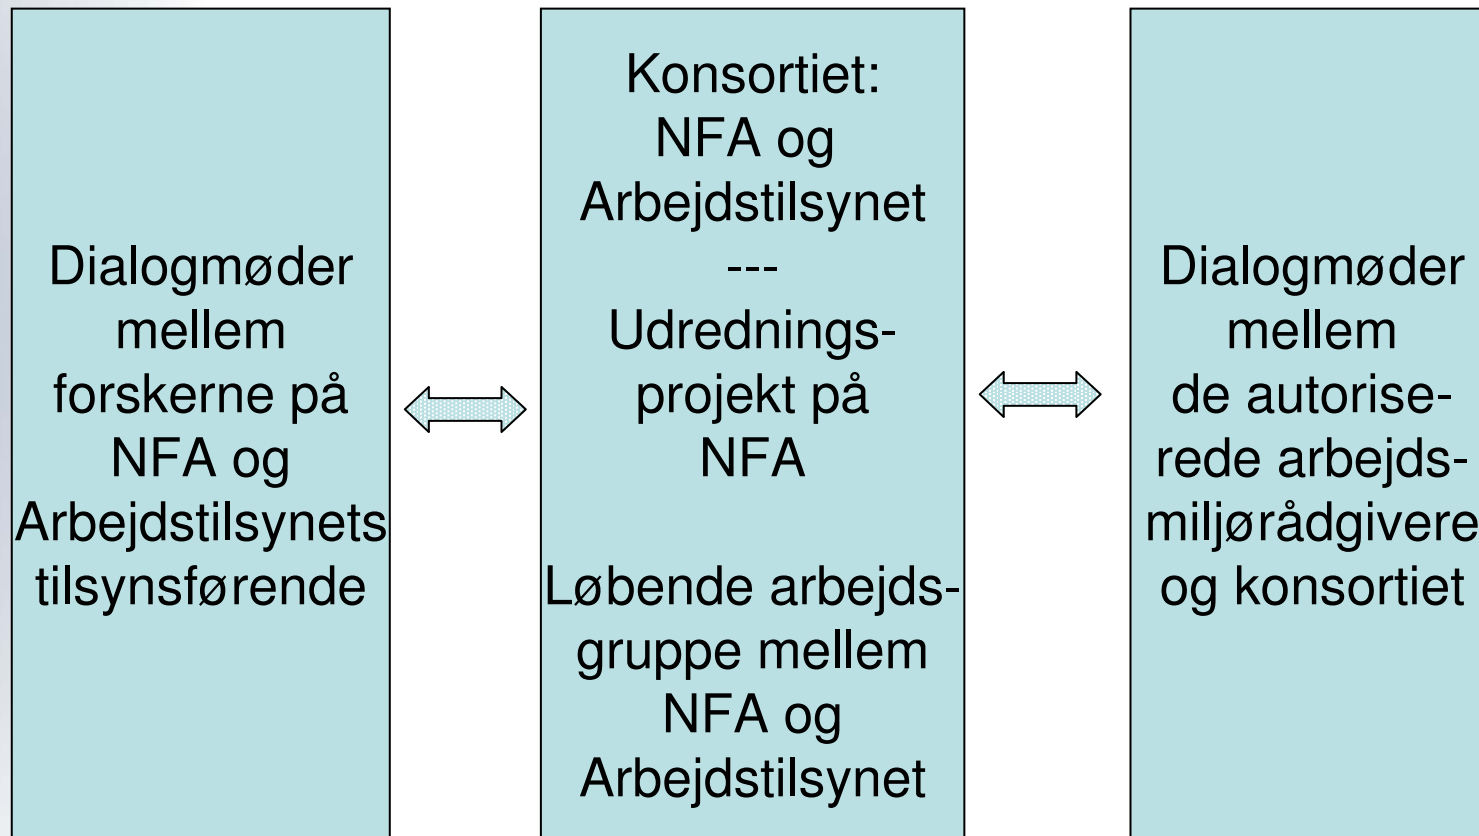 Dialogmøder
mellem
forskerne på
NFA og
Arbejdstilsynets
tilsynsførende
Konsortiet:
NFA og
Arbejdstilsynet
---
Udrednings-
projekt på
NFA
Løbende arbejds-
gruppe mellem
NFA og
Arbejdstilsynet
Dialogmøder
mellem
de autorise-
rede arbejds-
miljørådgivere
og konsortiet